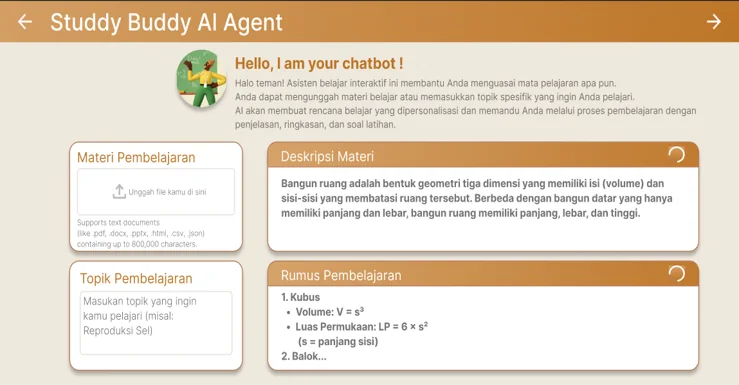 Studdy Buddy AI Agent
Hello, I am your chatbot !
Halo teman! Asisten belajar interaktif ini membantu Anda menguasai mata pelajaran apa pun.
Anda dapat mengunggah materi belajar atau memasukkan topik spesifik yang ingin Anda pelajari.
AI akan membuat rencana belajar yang dipersonalisasi dan memandu Anda melalui proses pembelajaran dengan
penjelasan, ringkasan, dan soal latihan.
Materi Pembelajaran
Unggah file kamu di sini
Supports text documents
(like .pdf, .docx, .pptx, .html, .csv, .json)
containing up to 800,000 characters.
Deskripsi Materi
Bangun ruang adalah bentuk geometri tiga dimensi yang memiliki isi (volume) dan
sisi-sisi yang membatasi ruang tersebut. Berbeda dengan bangun datar yang hanya
memiliki panjang dan lebar, bangun ruang memiliki panjang, lebar, dan tinggi.
Topik Pembelajaran
Masukan topik yang ingin
kamu pelajari (misal:
Reproduksi Sel)
Rumus Pembelajaran
1. Kubus
• Volume: V = s³
• Luas Permukaan: LP = 6 × s²
(s = panjang sisi)
2. Balok...